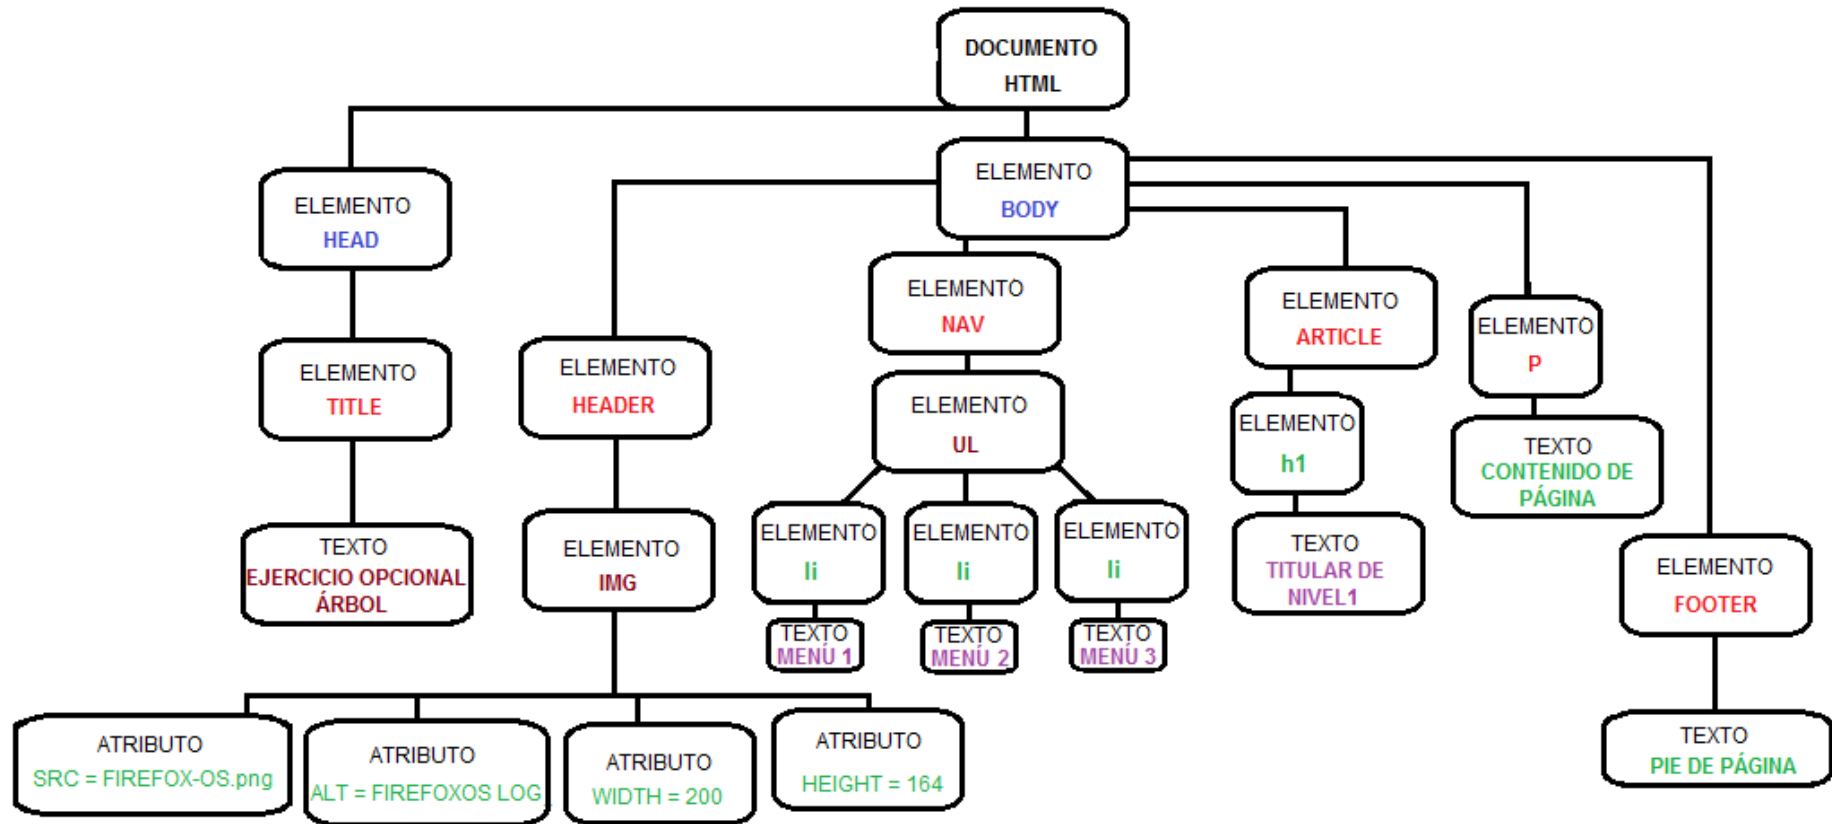 DOCUMENTO
HTML
ELEMENTO
HEAD
ELEMENTO
BODY
ELEMENTO
TITLE
TEXTO
EJERCICIO OPCIONAL
ÁRBOL
ELEMENTO
HEADER
ELEMENTO
IMG
ATRIBUTO
SRC = FIREFOX-OS.png
ATRIBUTO
ALT = FIREFOXOS LOG
ATRIBUTO
WIDTH = 200
ATRIBUTO
HEIGHT = 164
ELEMENTO
NAV
ELEMENTO
UL
ELEMENTO
li
TEXTO
MENÚ 1
ELEMENTO
li
TEXTO
MENÚ 2
ELEMENTO
li
TEXTO
MENÚ 3
ELEMENTO
ARTICLE
ELEMENTO
h1
TEXTO
TITULAR DE
NIVEL1
ELEMENTO
P
TEXTO
CONTENIDO DE
PÁGINA
ELEMENTO
FOOTER
TEXTO
PIE DE PÁGINA